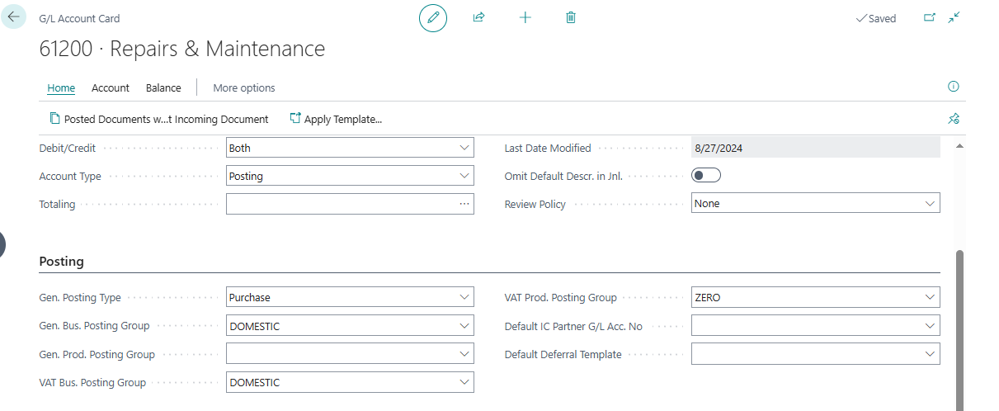 G/L Account Card
Saved
61200 · Repairs & Maintenance
Home Account Balance More options
Posted Documents w...t Incoming Document Apply Template...
Debit/Credit Both Last Date Modified 8/27/2024
Account Type Posting Omit Default Descr. in Jnl.
Totaling ... Review Policy None
Posting
Gen. Posting Type Purchase VAT Prod. Posting Group ZERO
Gen. Bus. Posting Group DOMESTIC Default IC Partner G/L Acc. No
Gen. Prod. Posting Group Default Deferral Template
VAT Bus. Posting Group DOMESTIC